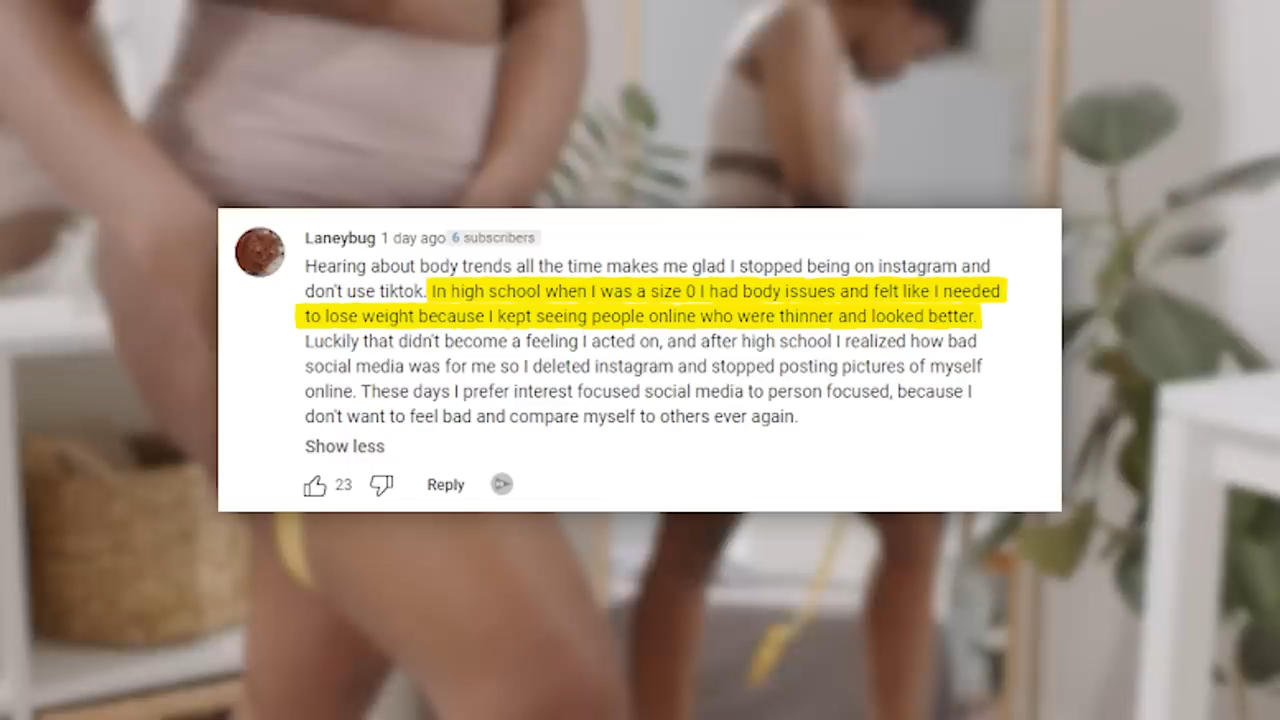 Laneybug 1 day ago 6 subscribers
Hearing about body trends all the time makes me glad I stopped being on instagram and
don't use tiktok. In high school when I was a size 0 I had body issues and felt like I needed
to lose weight because I kept seeing people online who were thinner and looked better.
Luckily that didn't become a feeling I acted on, and after high school I realized how bad
social media was for me so I deleted instagram and stopped posting pictures of myself
online. These days I prefer interest focused social media to person focused, because I
don't want to feel bad and compare myself to others ever again.
Show less
23 Reply